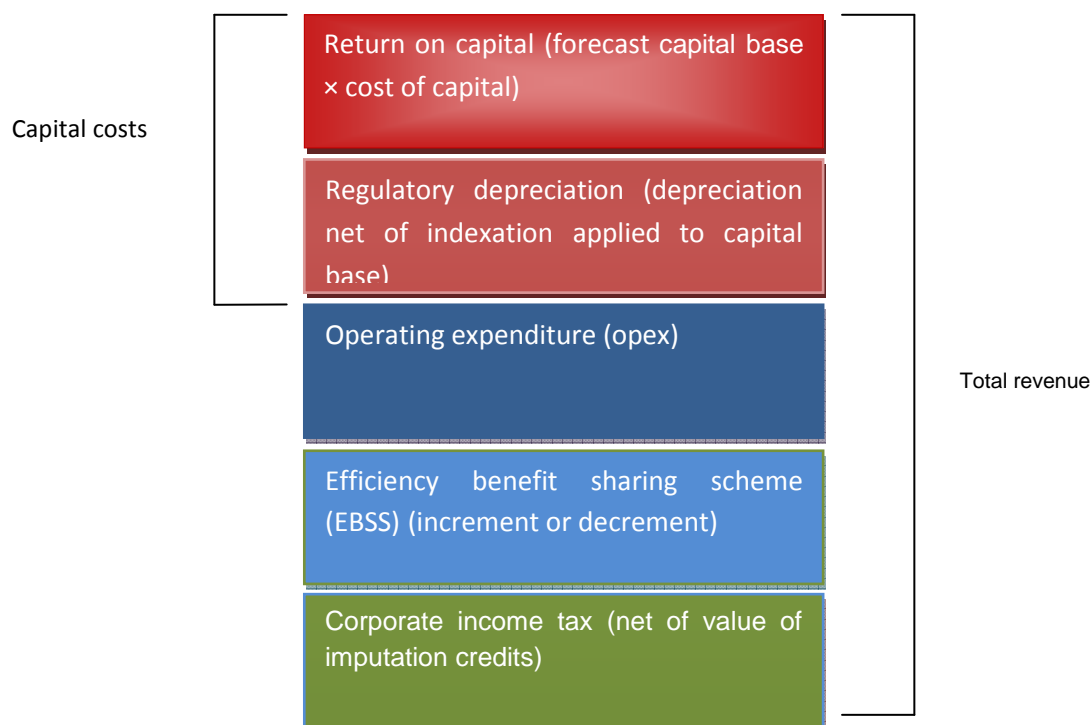 Return on capital (forecast capital base
× cost of capital)
Capital costs
Regulatory depreciation (depreciation
net of indexation applied to capital
base)
Operating expenditure (opex)
Total revenue
Efficiency benefit sharing scheme
(EBSS) (increment or decrement)
Corporate income tax (net of value of
imputation credits)